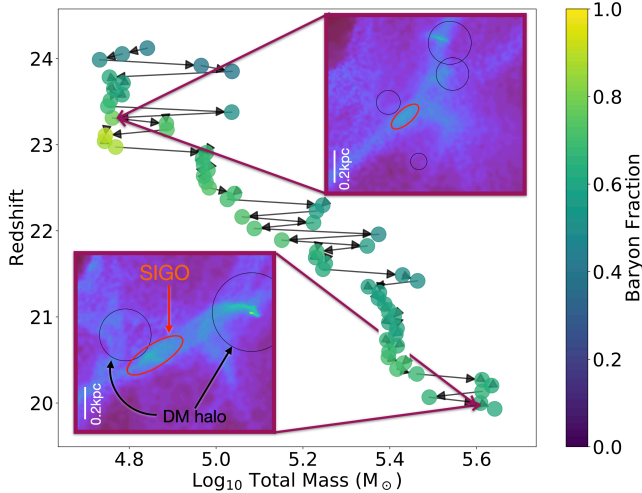 24
23
22
21
20
Redshift
4.8
5.0
5.2
5.4
5.6
Log₁₀ Total Mass (M☉)
0.2kpc
SIGO
0.2kpc
DM halo
1.0
0.8
0.6
0.4
0.2
0.0
Baryon Fraction